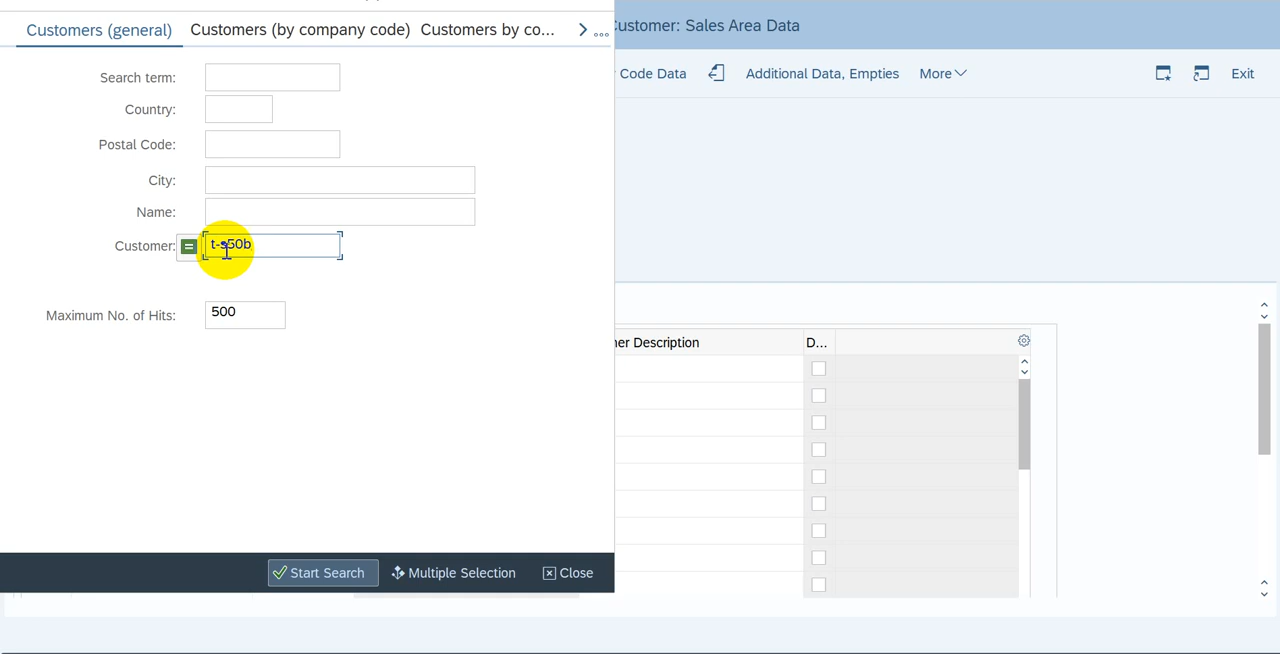 Customers (general) Customers (by company code) Customers by co...
Customer: Sales Area Data
Code Data Additional Data, Empties More Exit
Search term:
Country:
Postal Code:
City:
Name:
Customer: t-s50b
Maximum No. of Hits: 500
Description D...
Start Search Multiple Selection Close